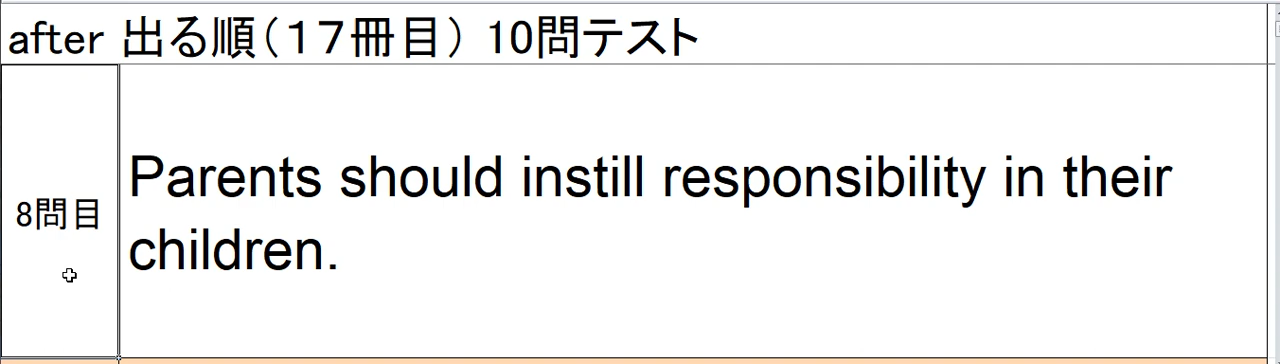 after 出る順（１７冊目） 10問テスト
8問目
Parents should instill responsibility in their
children.